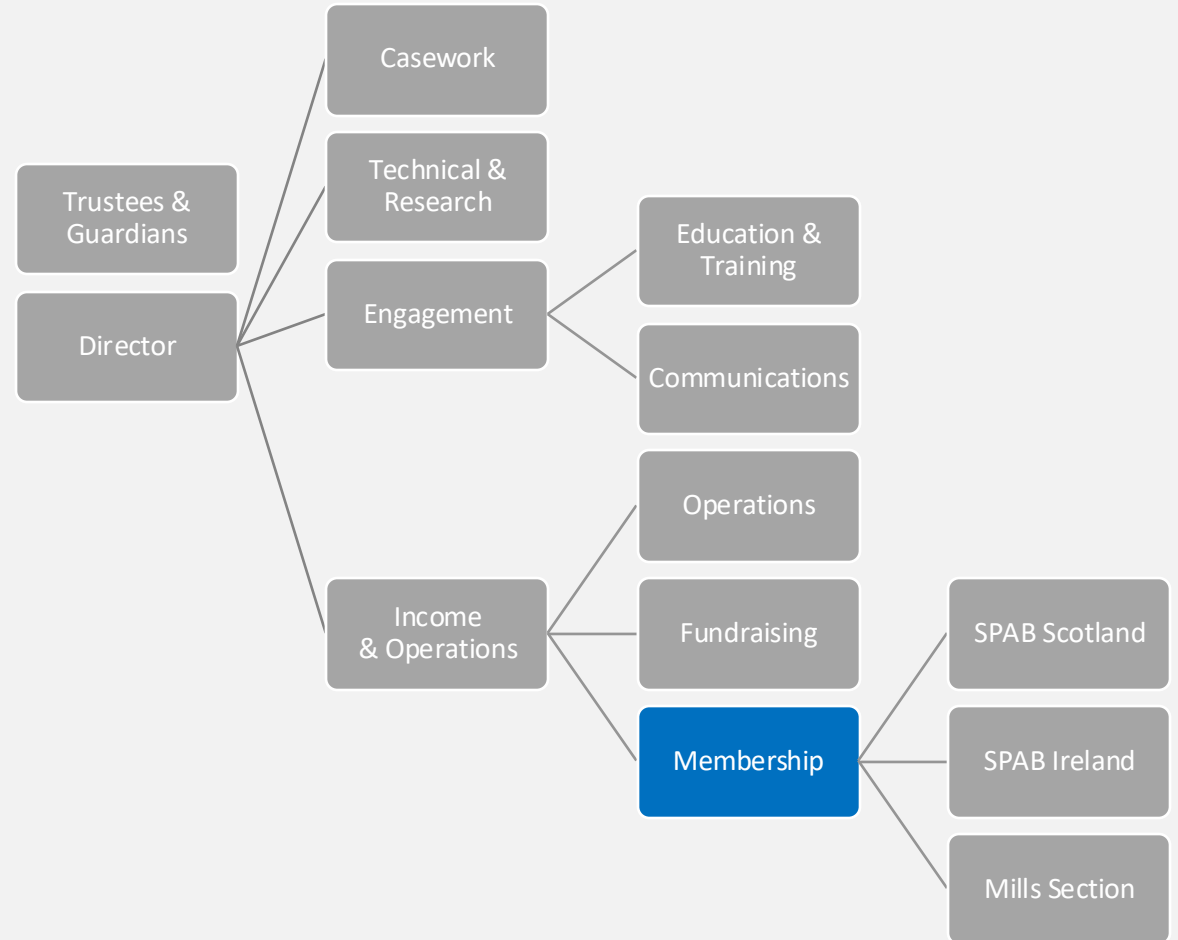 Trustees &
Guardians
Director
Casework
Technical &
Research
Engagement
Income
& Operations
Education &
Training
Communications
Operations
Fundraising
Membership
SPAB Scotland
SPAB Ireland
Mills Section